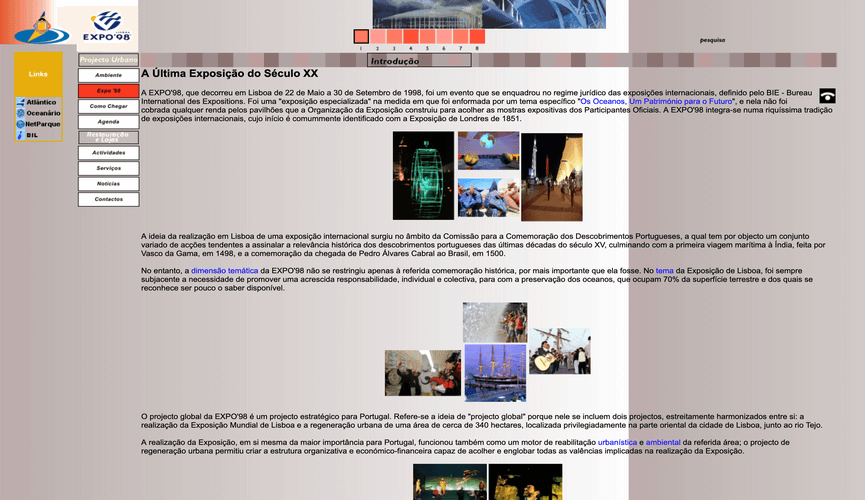 EXPO'98
1 2 3 4 5 6 7 8
pesquisa
Introdução
Links
Atlântico
Oceanário
NetParque
BIL
Projecto Urbano
Ambiente
Expo '98
Como Chegar
Agenda
Restauração
e Lojas
Actividades
Serviços
Notícias
Contactos
A Última Exposição do Século XX
A EXPO'98, que decorreu em Lisboa de 22 de Maio a 30 de Setembro de 1998, foi um evento que se enquadrou no regime jurídico das exposições internacionais, definido pelo BIE - Bureau
International des Expositions. Foi uma "exposição especializada" na medida em que foi enformada por um tema específico "Os Oceanos, Um Património para o Futuro", e nela não foi
cobrada qualquer renda pelos pavilhões que a Organização da Exposição construiu para acolher as mostras expositivas dos Participantes Oficiais. A EXPO'98 integra-se numa riquíssima tradição
de exposições internacionais, cujo início é comummente identificado com a Exposição de Londres de 1851.
A ideia da realização em Lisboa de uma exposição internacional surgiu no âmbito da Comissão para a Comemoração dos Descobrimentos Portugueses, a qual tem por objecto um conjunto
variado de acções tendentes a assinalar a relevância histórica dos descobrimentos portugueses das últimas décadas do século XV, culminando com a primeira viagem marítima à Índia, feita por
Vasco da Gama, em 1498, e a comemoração da chegada de Pedro Álvares Cabral ao Brasil, em 1500.
No entanto, a dimensão temática da EXPO'98 não se restringiu apenas à referida comemoração histórica, por mais importante que ela fosse. No tema da Exposição de Lisboa, foi sempre
subjacente a necessidade de promover uma acrescida responsabilidade, individual e colectiva, para com a preservação dos oceanos, que ocupam 70% da superfície terrestre e dos quais se
reconhece ser pouco o saber disponível.
O projecto global da EXPO'98 é um projecto estratégico para Portugal. Refere-se a ideia de "projecto global" porque nele se incluem dois projectos, estreitamente harmonizados entre si: a
realização da Exposição Mundial de Lisboa e a regeneração urbana de uma área de cerca de 340 hectares, localizada privilegiadamente na parte oriental da cidade de Lisboa, junto ao rio Tejo.
A realização da Exposição, em si mesma da maior importância para Portugal, funcionou também como um motor de reabilitação urbanística e ambiental da referida área; o projecto de
regeneração urbana permitiu criar a estrutura organizativa e económico-financeira capaz de acolher e englobar todas as valências implicadas na realização da Exposição.